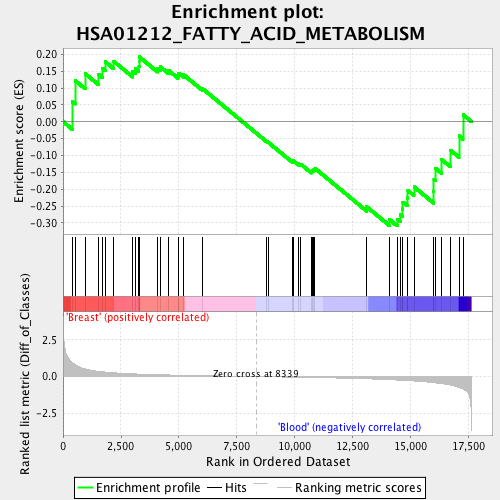 Enrichment plot:
HSA01212_FATTY_ACID_METABOLISM
Enrichment score (ES)
0.20
0.15
0.10
0.05
0.00
-0.05
-0.10
-0.15
-0.20
-0.25
-0.30
Ranked list metric (Diff_of_Classes)
'Breast' (positively correlated)
2.5
0.0
-2.5
Zero cross at 8339
'Blood' (negatively correlated)
0
2,500
5,000
7,500
10,000
12,500
15,000
17,500
Rank in Ordered Dataset
Enrichment profile
Hits
Ranking metric scores